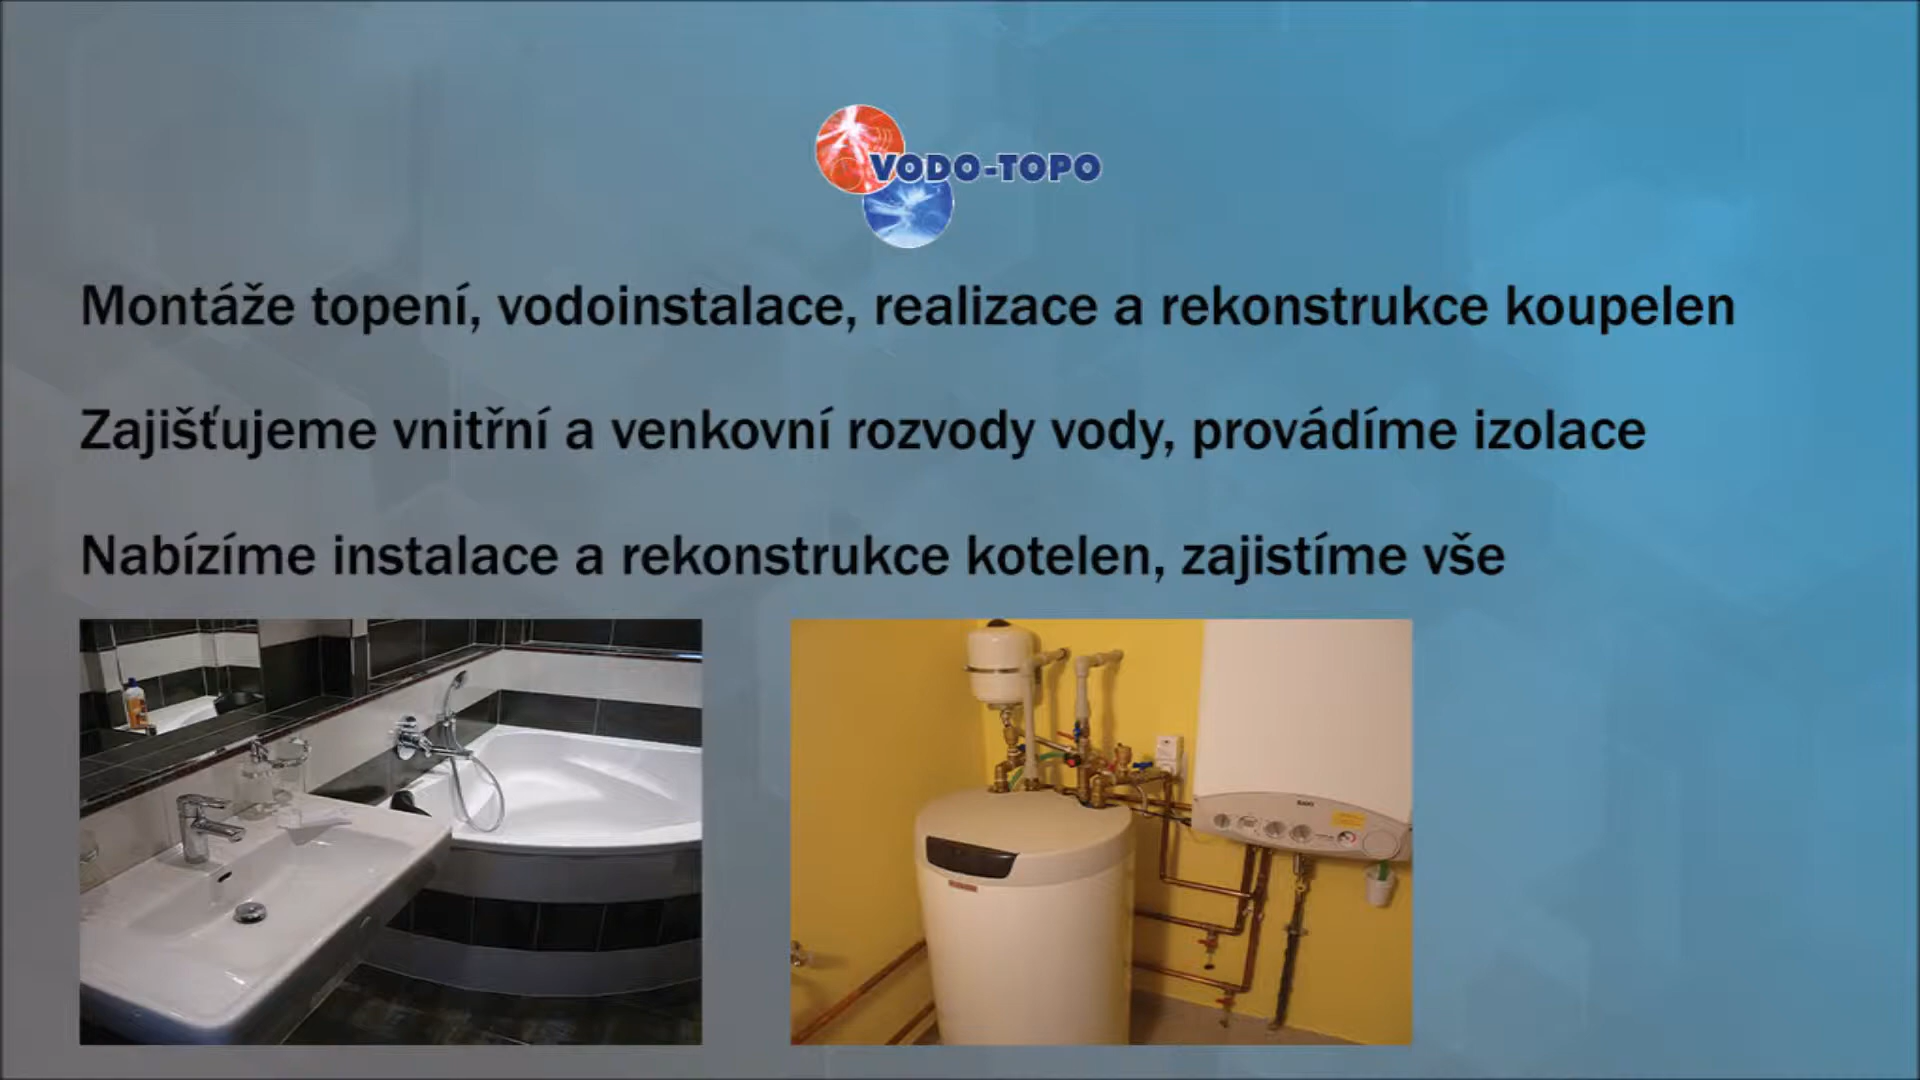 VODO-TOPO
Montáže topení, vodoinstalace, realizace a rekonstrukce koupelen
Zajišťujeme vnitřní a venkovní rozvody vody, provádíme izolace
Nabízíme instalace a rekonstrukce kotelen, zajistíme vše
BAXI